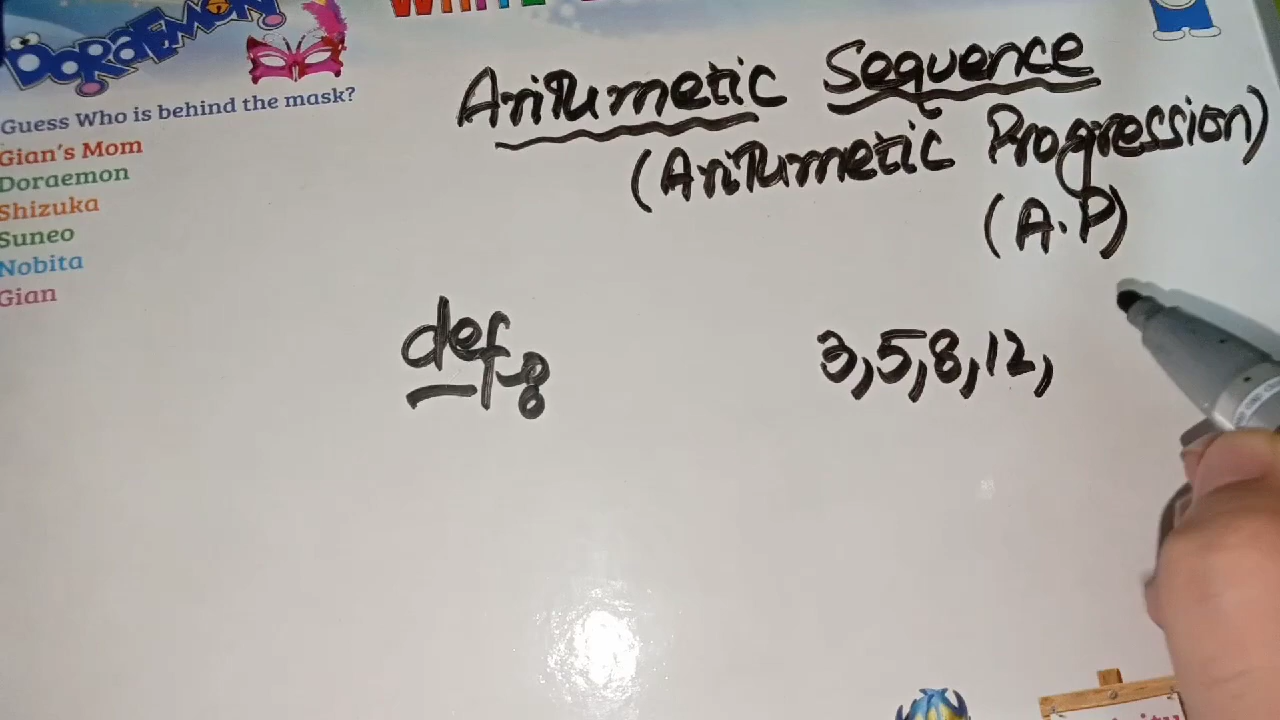 DORAEMON
Guess Who is behind the mask?
Gian's Mom
Doraemon
Shizuka
Suneo
Nobita
Gian
Arithmetic Sequence
(Arithmetic Progression)
(A.P)
def:
3,5,8,12,